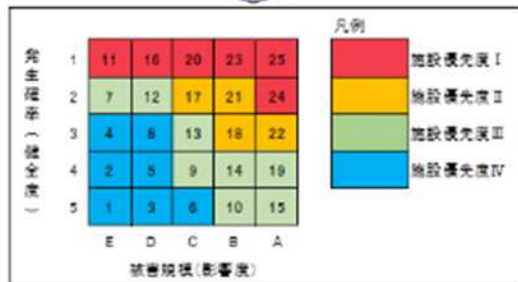 凡例
発生確率(健全度)
1 11 16 20 23 25
2 7 12 17 21 24
3 4 8 13 18 22
4 2 5 9 14 19
5 1 3 6 10 15
E D C B A
被害規模(影響度)
施設優先度Ⅰ
施設優先度Ⅱ
施設優先度Ⅲ
施設優先度Ⅳ